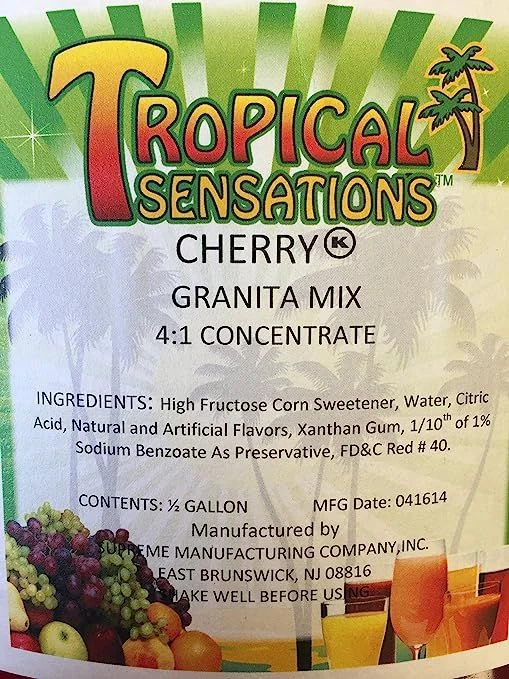 TROPICAL
SENSATIONS™
CHERRY Ⓚ
GRANITA MIX
4:1 CONCENTRATE
INGREDIENTS: High Fructose Corn Sweetener, Water, Citric
Acid, Natural and Artificial Flavors, Xanthan Gum, 1/10th of 1%
Sodium Benzoate As Preservative, FD&C Red # 40.
CONTENTS: ½ GALLON MFG Date: 041614
Manufactured by
SUPREME MANUFACTURING COMPANY,INC.
EAST BRUNSWICK, NJ 08816
SHAKE WELL BEFORE USING